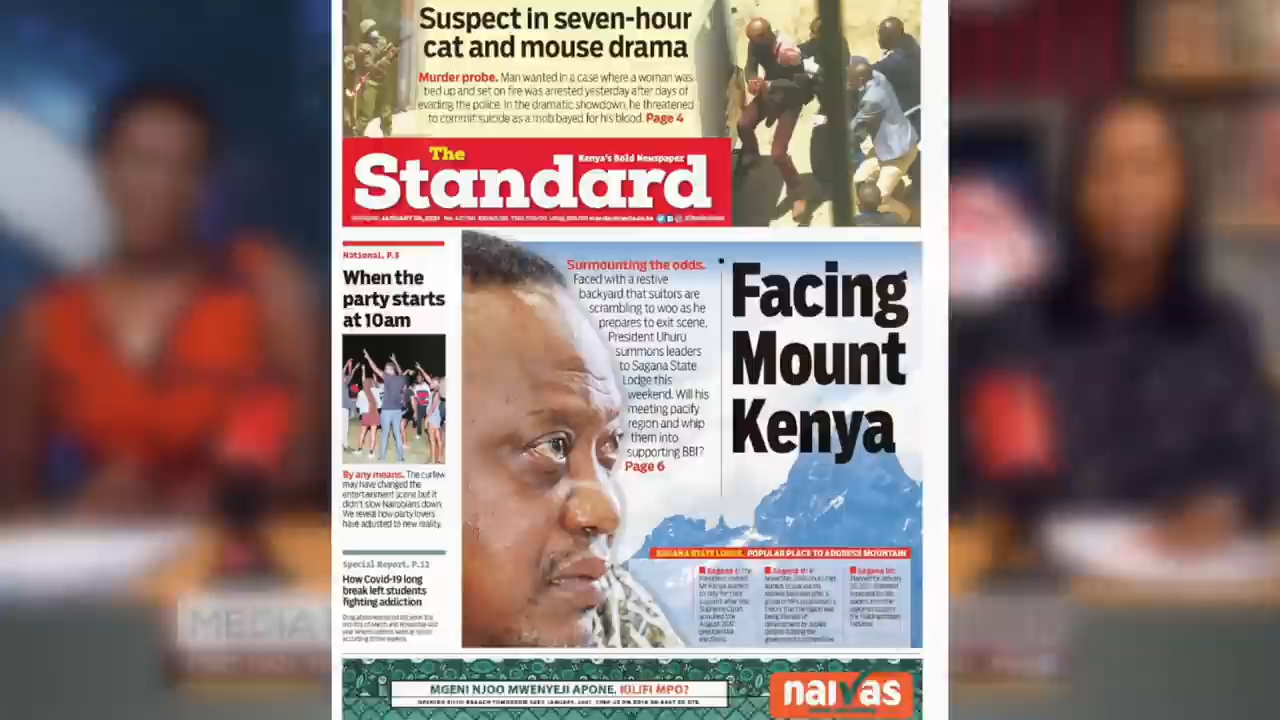 Suspect in seven-hour
cat and mouse drama
Murder probe. Man wanted in a case where a woman was
tied up and set on fire was arrested yesterday after days of
evading the police. In the dramatic showdown, he threatened
to commit suicide as a mob bayed for his blood. Page 4
The
Kenya's Bold Newspaper
Standard
National, P.8
When the
party starts
at 10am
By any means. The curfew
may have changed the
entertainment scene but it
didn't slow Nairobians down.
We reveal how party lovers
have adjusted to new reality.
Special Report, P.12
How Covid-19 long
break left students
fighting addiction
Surmounting the odds.
Faced with a restive
backyard that suitors are
scrambling to woo as he
prepares to exit scene,
President Uhuru
summons leaders
to Sagana State
Lodge this
weekend. Will his
meeting pacify
region and whip
them into
supporting BBI?
Page 6
Facing
Mount
Kenya
SAGANA STATE LODGE, POPULAR PLACE TO ADDRESS MOUNTAIN
MGENI NJOO MWENYEJI APONE, KILIFI MPO?
naivas